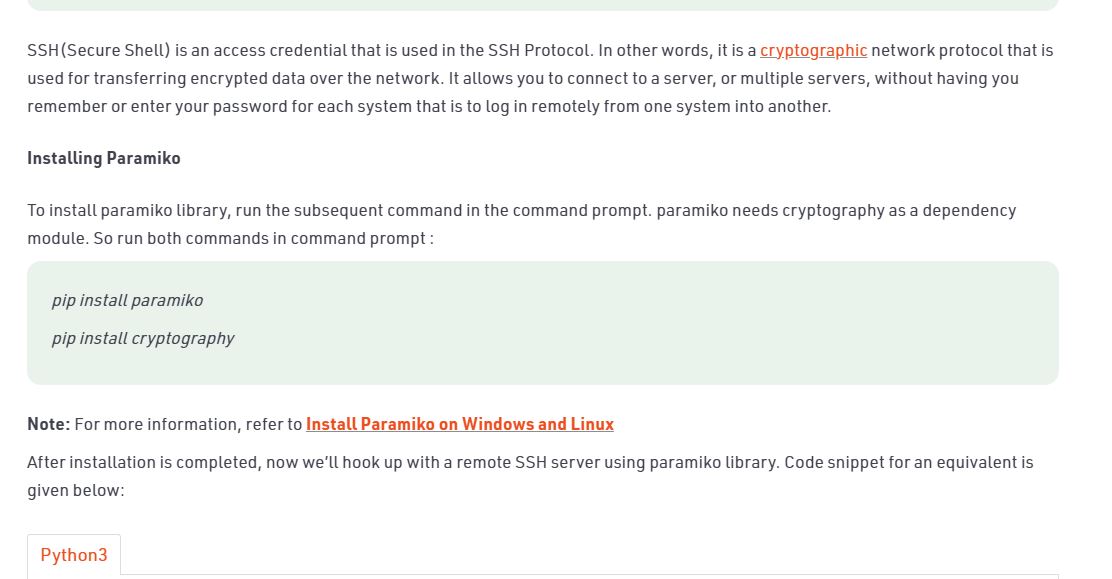 SSH(Secure Shell) is an access credential that is used in the SSH Protocol. In other words, it is a cryptographic network protocol that is
used for transferring encrypted data over the network. It allows you to connect to a server, or multiple servers, without having you
remember or enter your password for each system that is to log in remotely from one system into another.
Installing Paramiko
To install paramiko library, run the subsequent command in the command prompt. paramiko needs cryptography as a dependency
module. So run both commands in command prompt :
pip install paramiko
pip install cryptography
Note: For more information, refer to Install Paramiko on Windows and Linux
After installation is completed, now we’ll hook up with a remote SSH server using paramiko library. Code snippet for an equivalent is
given below:
Python3